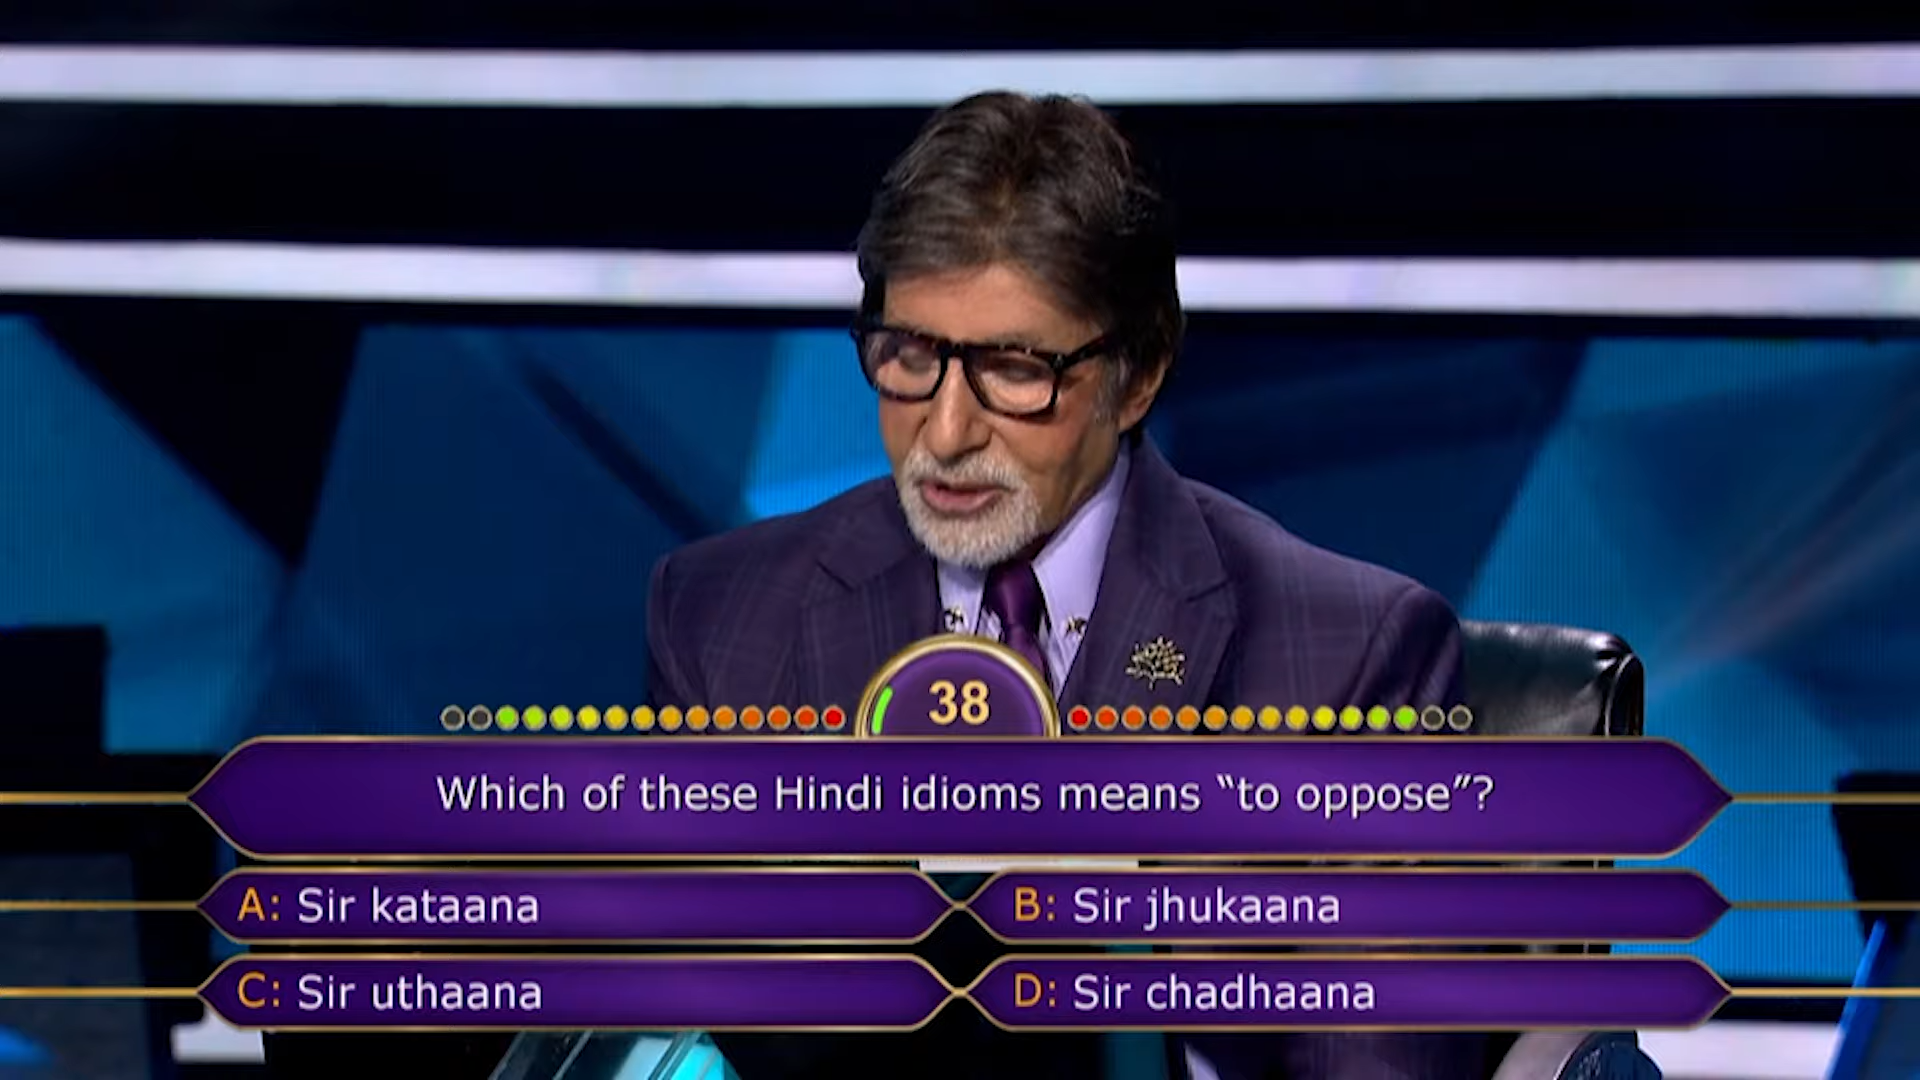 38
Which of these Hindi idioms means “to oppose”?
A: Sir kataana
B: Sir jhukaana
C: Sir uthaana
D: Sir chadhaana